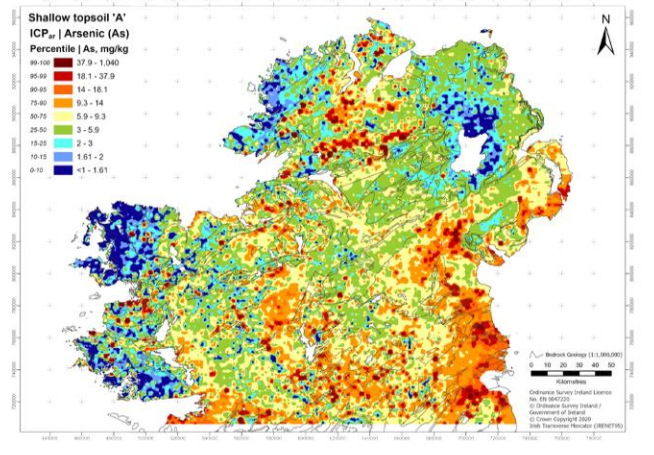 Shallow topsoil 'A'
ICPar | Arsenic (As)
Percentile | As, mg/kg
99-100 37.9 - 1,040
95-99 18.1 - 37.9
90-95 14 - 18.1
75-90 9.3 - 14
50-75 5.9 - 9.3
25-50 3 - 5.9
15-25 2 - 3
10-15 1.61 - 2
0-10 <1 - 1.61
N
Bedrock Geology (1:1,000,000)
0 10 20 30 40 50
Kilometres
Ordnance Survey Ireland Licence
No. EN 0047225
© Ordnance Survey Ireland /
Government of Ireland
© Crown Copyright 2020
Irish Transverse Mercator (IRENET95)